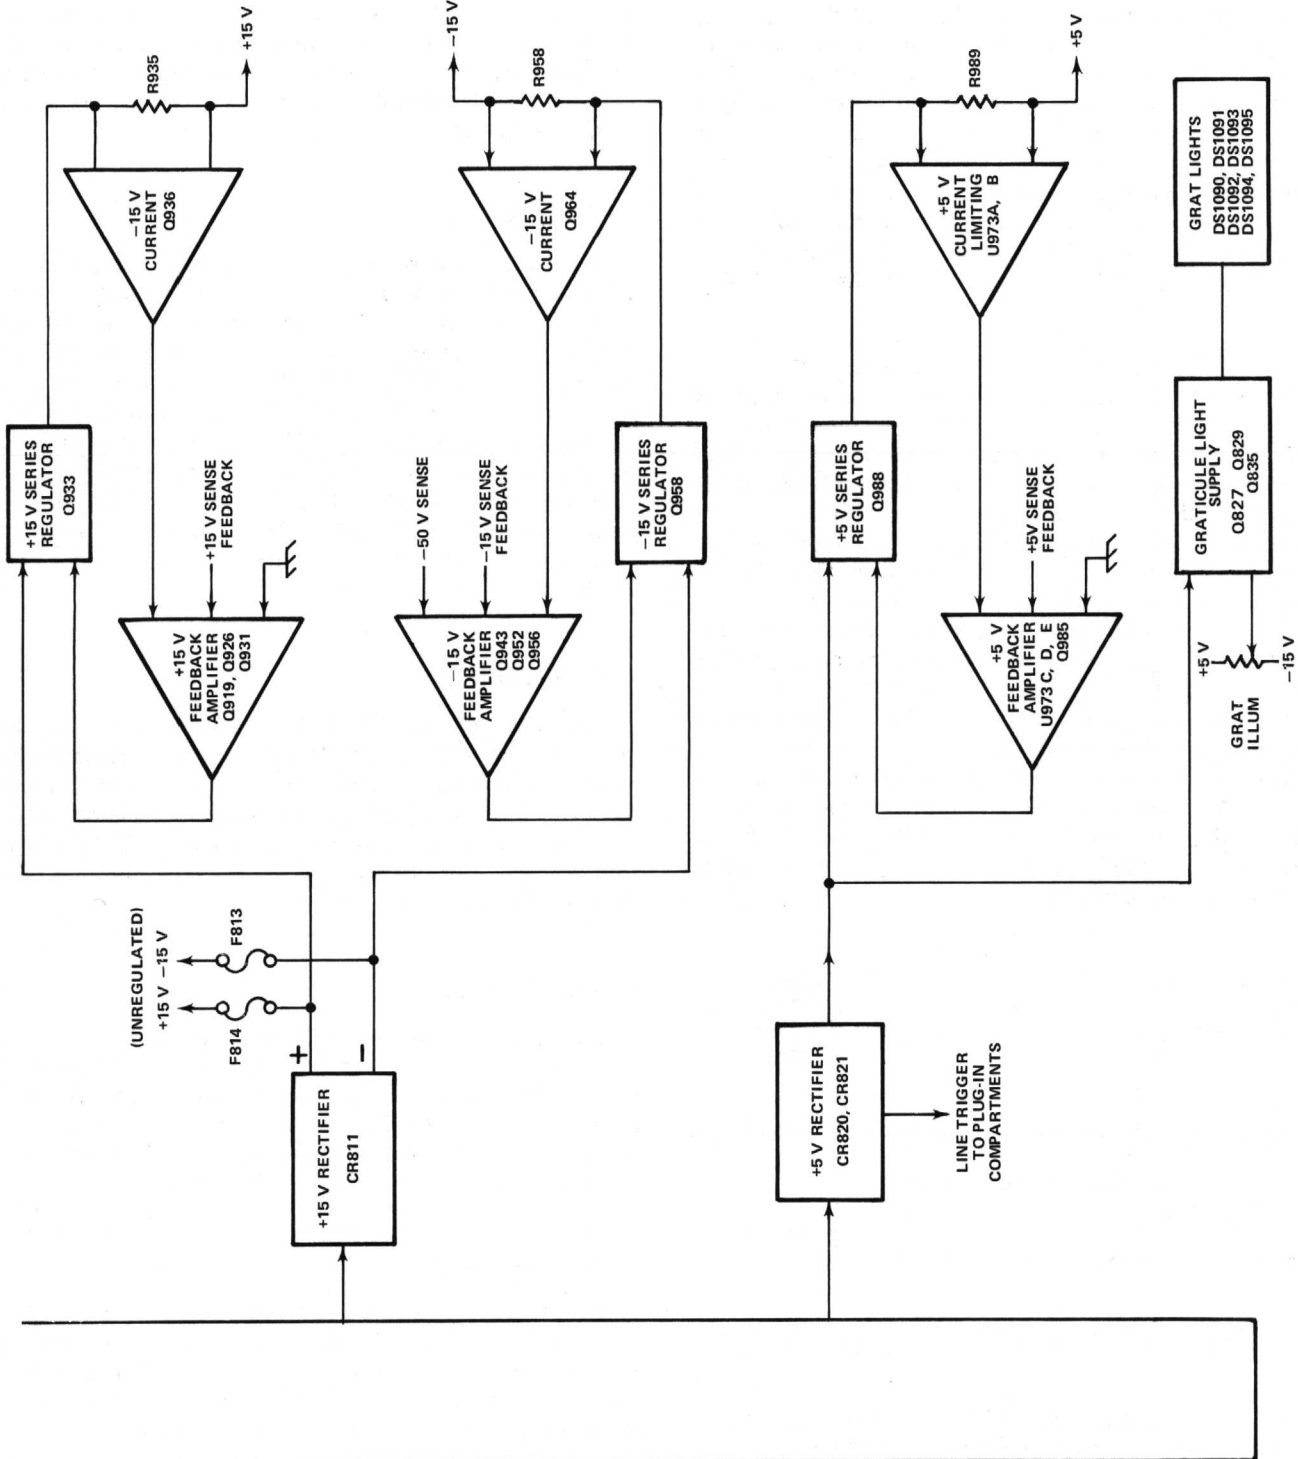 +15 V
R935
−15 V
CURRENT
Q936
+15 V SERIES
REGULATOR
Q933
+15 V SENSE
FEEDBACK
+15 V
FEEDBACK
AMPLIFIER
Q919, Q926
Q931
−15 V
R958
−15 V
CURRENT
Q964
−50 V SENSE
−15 V SENSE
FEEDBACK
−15 V SERIES
REGULATOR
Q958
−15 V
FEEDBACK
AMPLIFIER
Q943
Q952
Q956
(UNREGULATED)
+15 V −15 V
F814
F813
+
−
+15 V RECTIFIER
CR811
+5 V
R989
+5 V
CURRENT
LIMITING
U973A, B
+5 V SERIES
REGULATOR
Q988
+5V SENSE
FEEDBACK
+5 V
FEEDBACK
AMPLIFIER
U973 C, D, E
Q985
+5 V RECTIFIER
CR820, CR821
LINE TRIGGER
TO PLUG-IN
COMPARTMENTS
GRAT LIGHTS
DS1090, DS1091
DS1092, DS1093
DS1094, DS1095
GRATICULE LIGHT
SUPPLY
Q827 Q829
Q835
+5 V
−15 V
GRAT
ILLUM